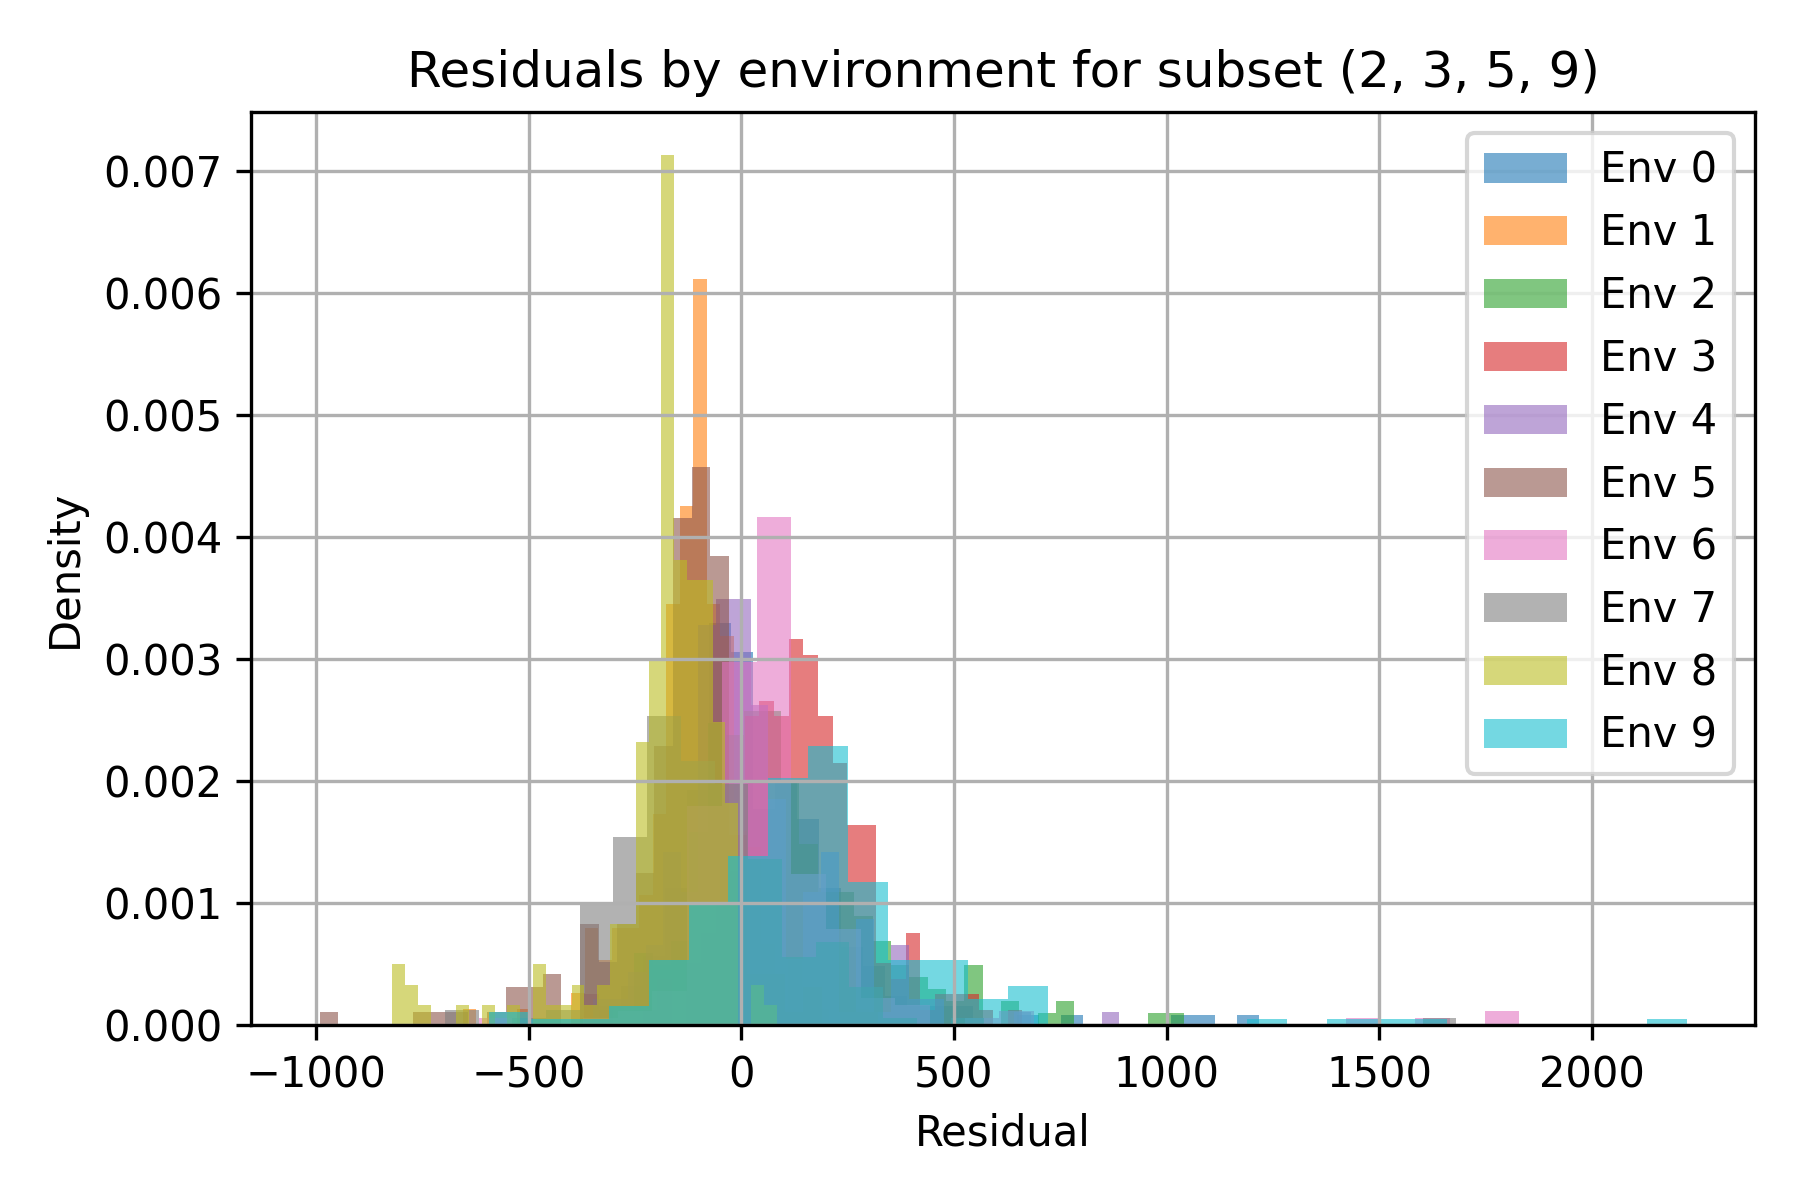 Residuals by environment for subset (2, 3, 5, 9)
0.007
0.006
0.005
0.004
0.003
0.002
0.001
0.000
Density
−1000
−500
0
500
1000
1500
2000
Residual
Env 0
Env 1
Env 2
Env 3
Env 4
Env 5
Env 6
Env 7
Env 8
Env 9